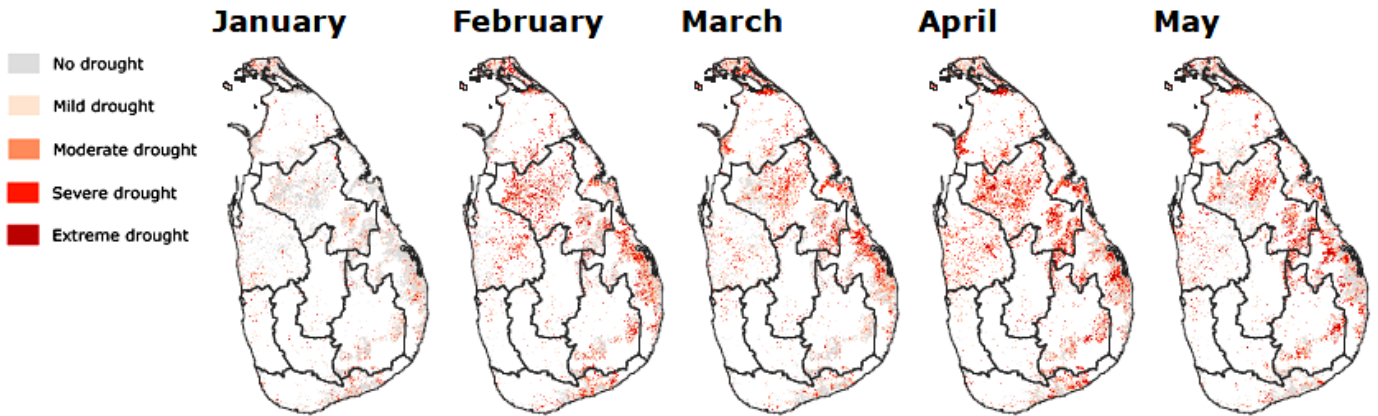 January
February
March
April
May
No drought
Mild drought
Moderate drought
Severe drought
Extreme drought